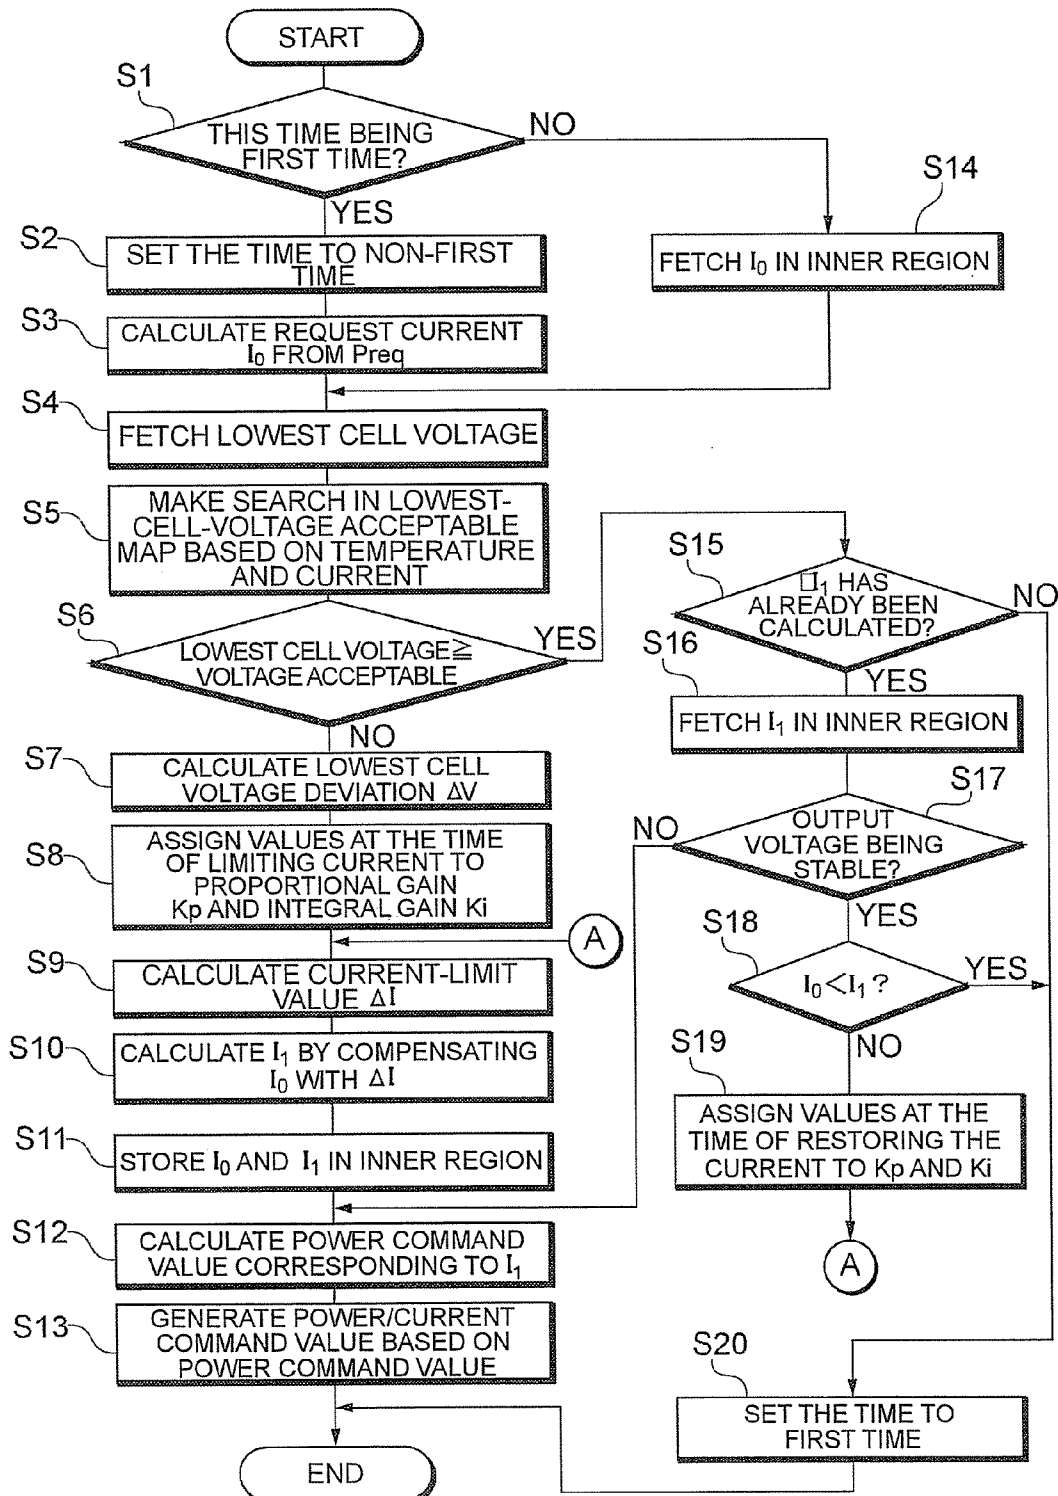 START
S1
THIS TIME BEING
FIRST TIME?
NO
YES
S14
FETCH I0 IN INNER REGION
S2
SET THE TIME TO NON-FIRST
TIME
S3
CALCULATE REQUEST CURRENT
I0 FROM Preq
S4
FETCH LOWEST CELL VOLTAGE
S5
MAKE SEARCH IN LOWEST-
CELL-VOLTAGE ACCEPTABLE
MAP BASED ON TEMPERATURE
AND CURRENT
S6
LOWEST CELL VOLTAGE≧
VOLTAGE ACCEPTABLE
YES
NO
S15
□I1 HAS
ALREADY BEEN
CALCULATED?
NO
YES
S16
FETCH I1 IN INNER REGION
S7
CALCULATE LOWEST CELL
VOLTAGE DEVIATION ΔV
S17
OUTPUT
VOLTAGE BEING
STABLE?
NO
YES
S8
ASSIGN VALUES AT THE TIME
OF LIMITING CURRENT TO
PROPORTIONAL GAIN
Kp AND INTEGRAL GAIN Ki
A
S18
I0<I1?
YES
NO
S9
CALCULATE CURRENT-LIMIT
VALUE ΔI
S10
CALCULATE I1 BY COMPENSATING
I0 WITH ΔI
S19
ASSIGN VALUES AT THE
TIME OF RESTORING THE
CURRENT TO Kp AND Ki
A
S11
STORE I0 AND I1 IN INNER REGION
S12
CALCULATE POWER COMMAND
VALUE CORRESPONDING TO I1
S13
GENERATE POWER/CURRENT
COMMAND VALUE BASED ON
POWER COMMAND VALUE
S20
SET THE TIME TO
FIRST TIME
END